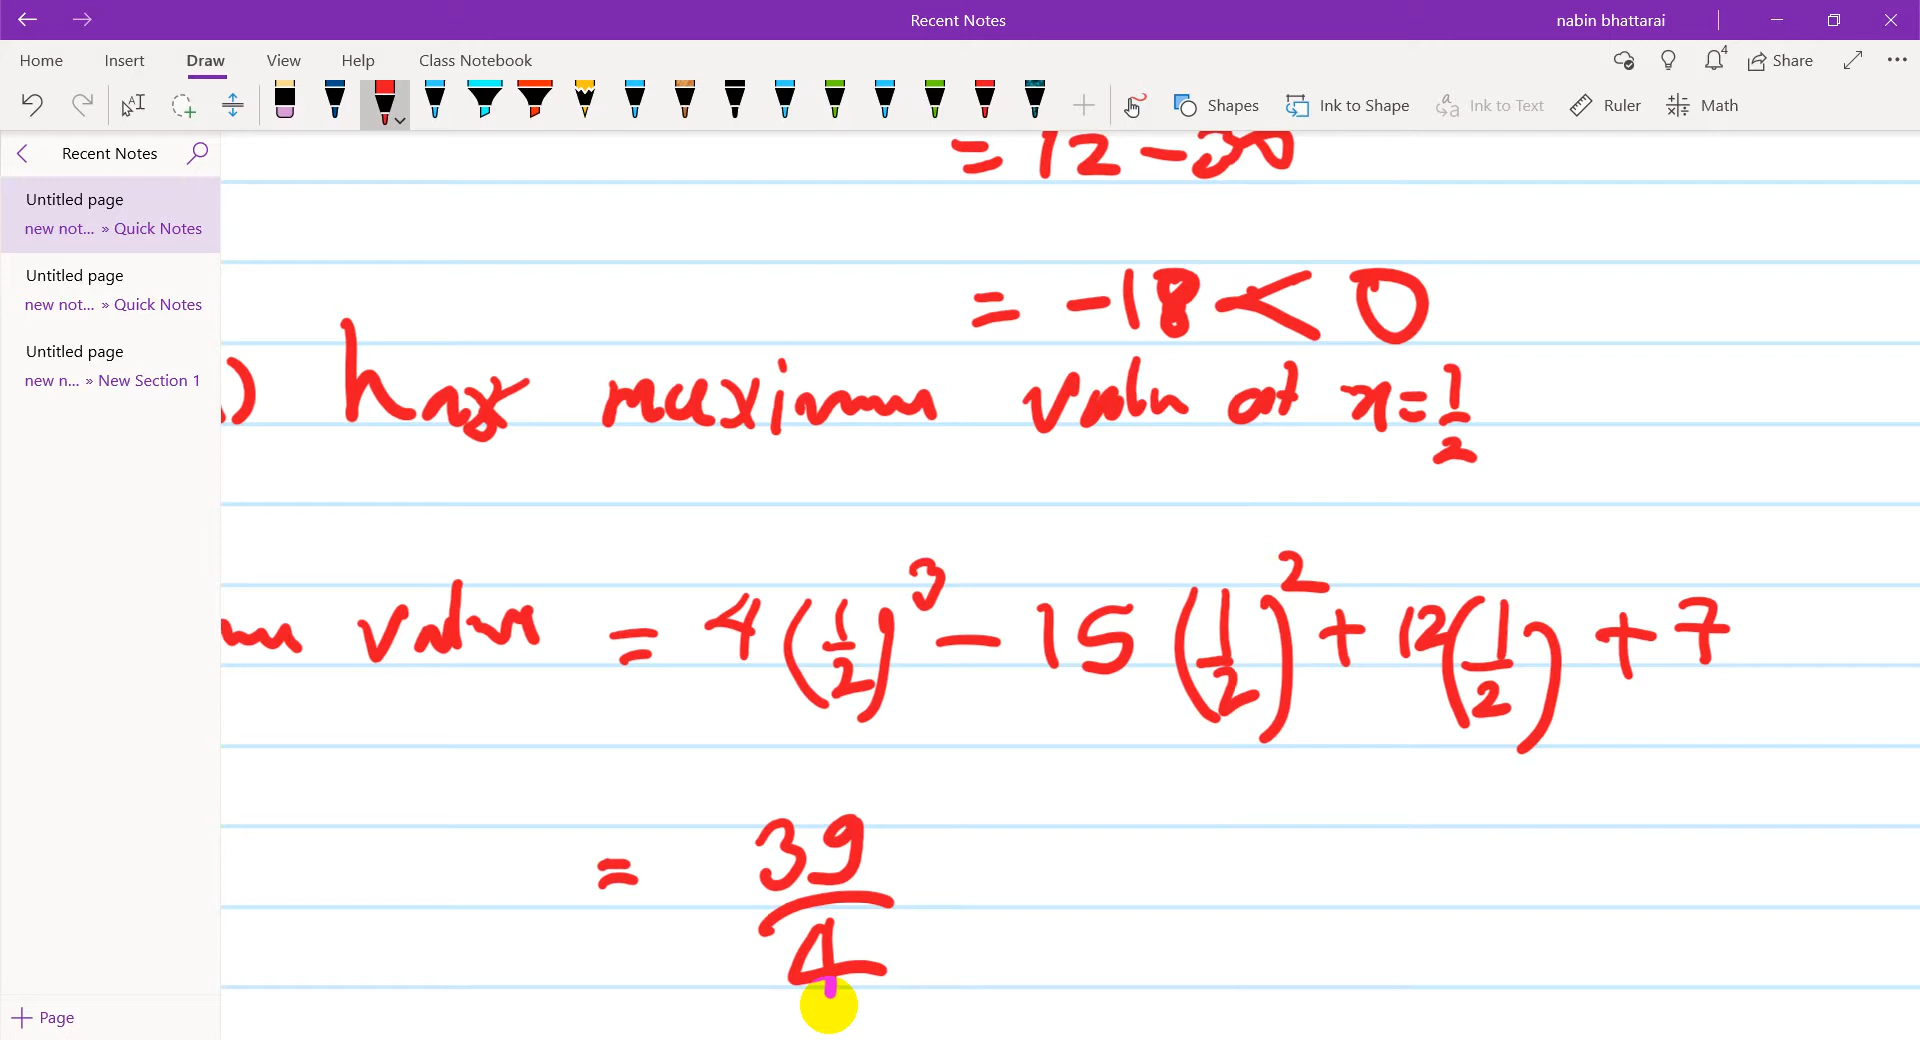 Recent Notes
nabin bhattarai
Home Insert Draw View Help Class Notebook
4
Share
Shapes Ink to Shape Ink to Text Ruler Math
Recent Notes
Untitled page
new not... » Quick Notes
Untitled page
new not... » Quick Notes
Untitled page
new n... » New Section 1
Page
= 12 - 30
= -18 < 0
) has maximum value at x = 1/2
um value = 4(1/2)^3 - 15(1/2)^2 + 12(1/2) + 7
= 39/4